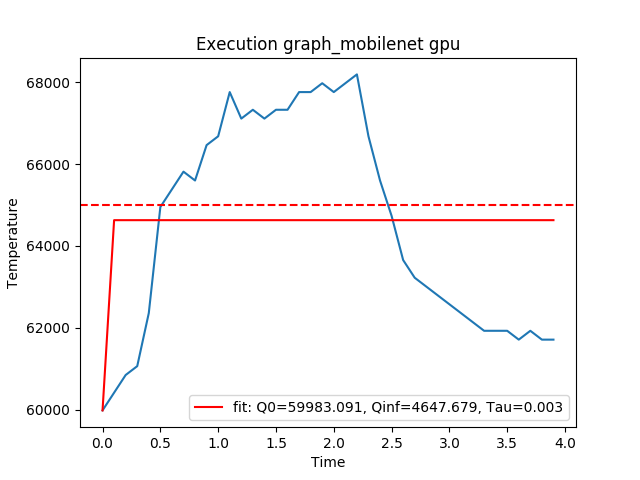 Execution graph_mobilenet gpu
68000
66000
64000
62000
60000
Temperature
fit: Q0=59983.091, Qinf=4647.679, Tau=0.003
0.0 0.5 1.0 1.5 2.0 2.5 3.0 3.5 4.0
Time